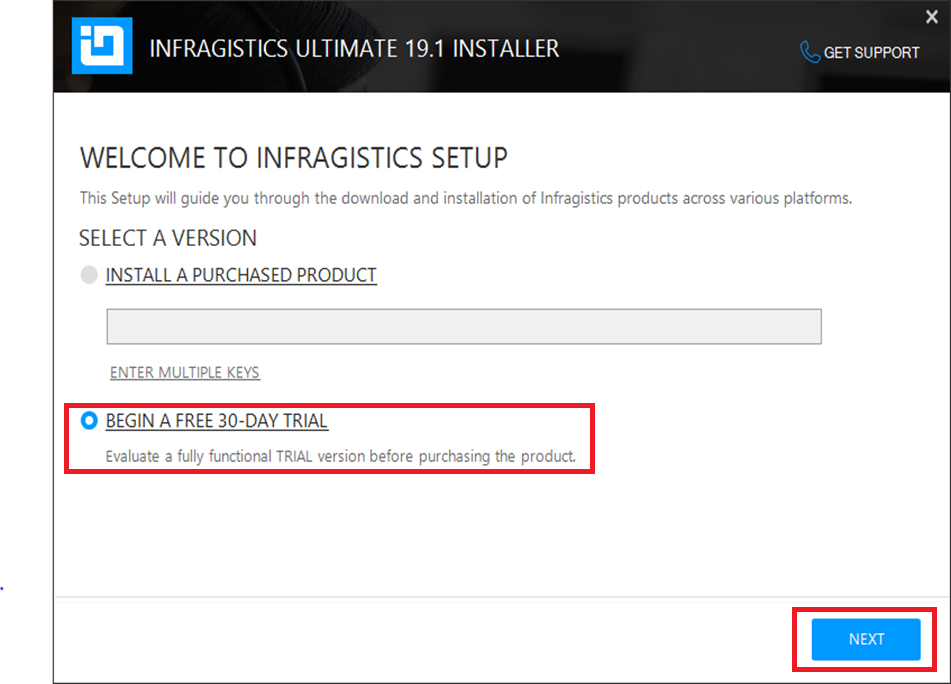 INFRAGISTICS ULTIMATE 19.1 INSTALLER
GET SUPPORT
WELCOME TO INFRAGISTICS SETUP
This Setup will guide you through the download and installation of Infragistics products across various platforms.
SELECT A VERSION
INSTALL A PURCHASED PRODUCT
ENTER MULTIPLE KEYS
BEGIN A FREE 30-DAY TRIAL
Evaluate a fully functional TRIAL version before purchasing the product.
.
NEXT